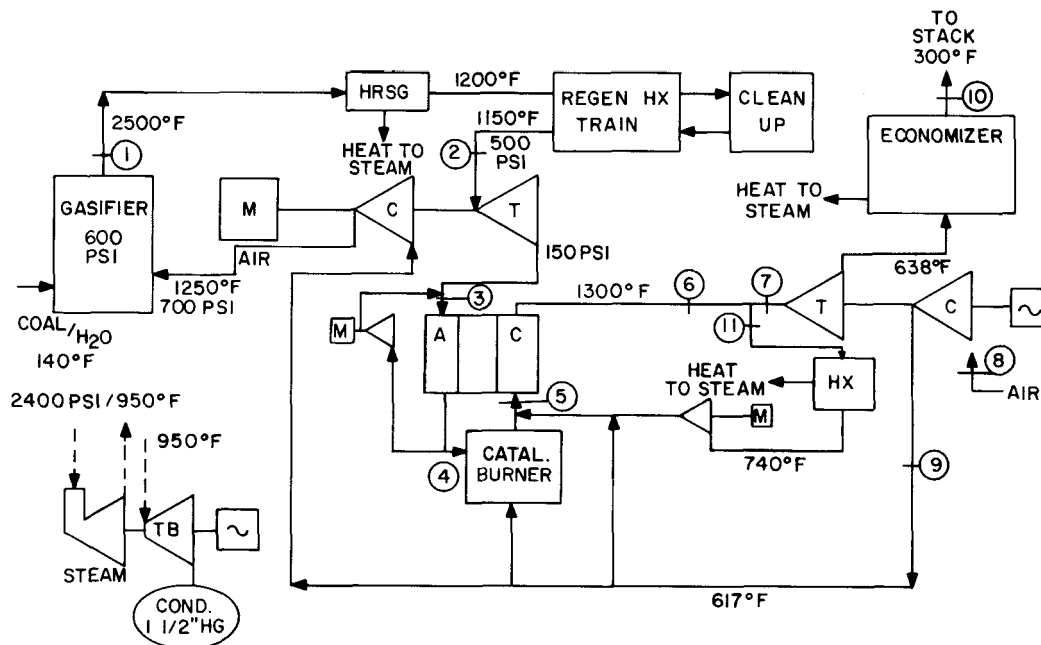 TO
STACK
300°F
10
ECONOMIZER
HEAT TO
STEAM
638°F
HRSG
1200°F
REGEN HX
TRAIN
CLEAN
UP
2500°F
1
HEAT TO
STEAM
1150°F
500
PSI
2
GASIFIER
600
PSI
M
C
T
AIR
1250°F
700 PSI
150 PSI
COAL/H2O
140°F
3
1300°F
6
7
T
C
~
M
A
C
11
HX
8
AIR
HEAT
TO STEAM
5
M
740°F
4
CATAL.
BURNER
9
617°F
2400 PSI/950°F
950°F
TB
~
STEAM
COND.
1 1/2"HG